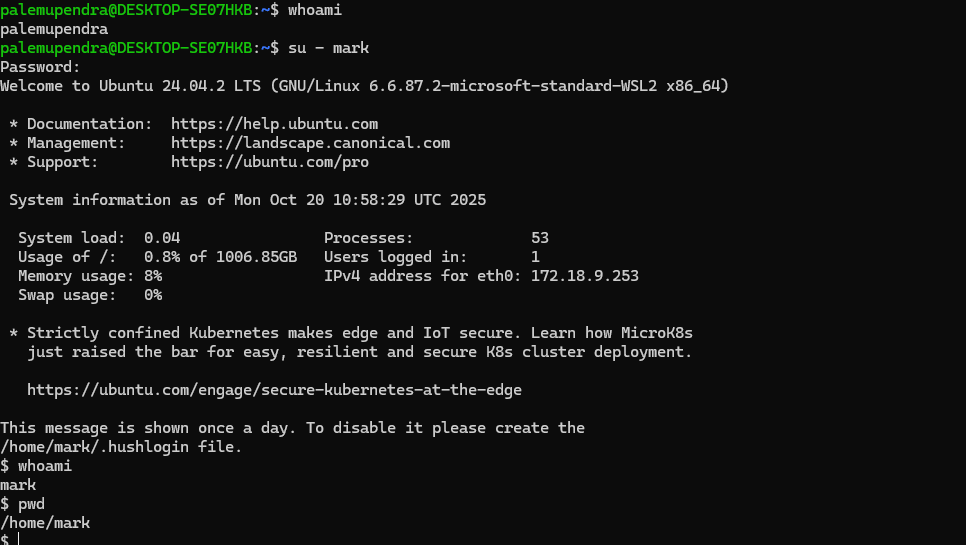 palemupendra@DESKTOP-SE07HKB:~$ whoami
palemupendra
palemupendra@DESKTOP-SE07HKB:~$ su - mark
Password:
Welcome to Ubuntu 24.04.2 LTS (GNU/Linux 6.6.87.2-microsoft-standard-WSL2 x86_64)

 * Documentation:  https://help.ubuntu.com
 * Management:     https://landscape.canonical.com
 * Support:        https://ubuntu.com/pro

 System information as of Mon Oct 20 10:58:29 UTC 2025

  System load:  0.04                Processes:             53
  Usage of /:   0.8% of 1006.85GB   Users logged in:       1
  Memory usage: 8%                  IPv4 address for eth0: 172.18.9.253
  Swap usage:   0%

 * Strictly confined Kubernetes makes edge and IoT secure. Learn how MicroK8s
   just raised the bar for easy, resilient and secure K8s cluster deployment.

   https://ubuntu.com/engage/secure-kubernetes-at-the-edge

This message is shown once a day. To disable it please create the
/home/mark/.hushlogin file.
$ whoami
mark
$ pwd
/home/mark
$